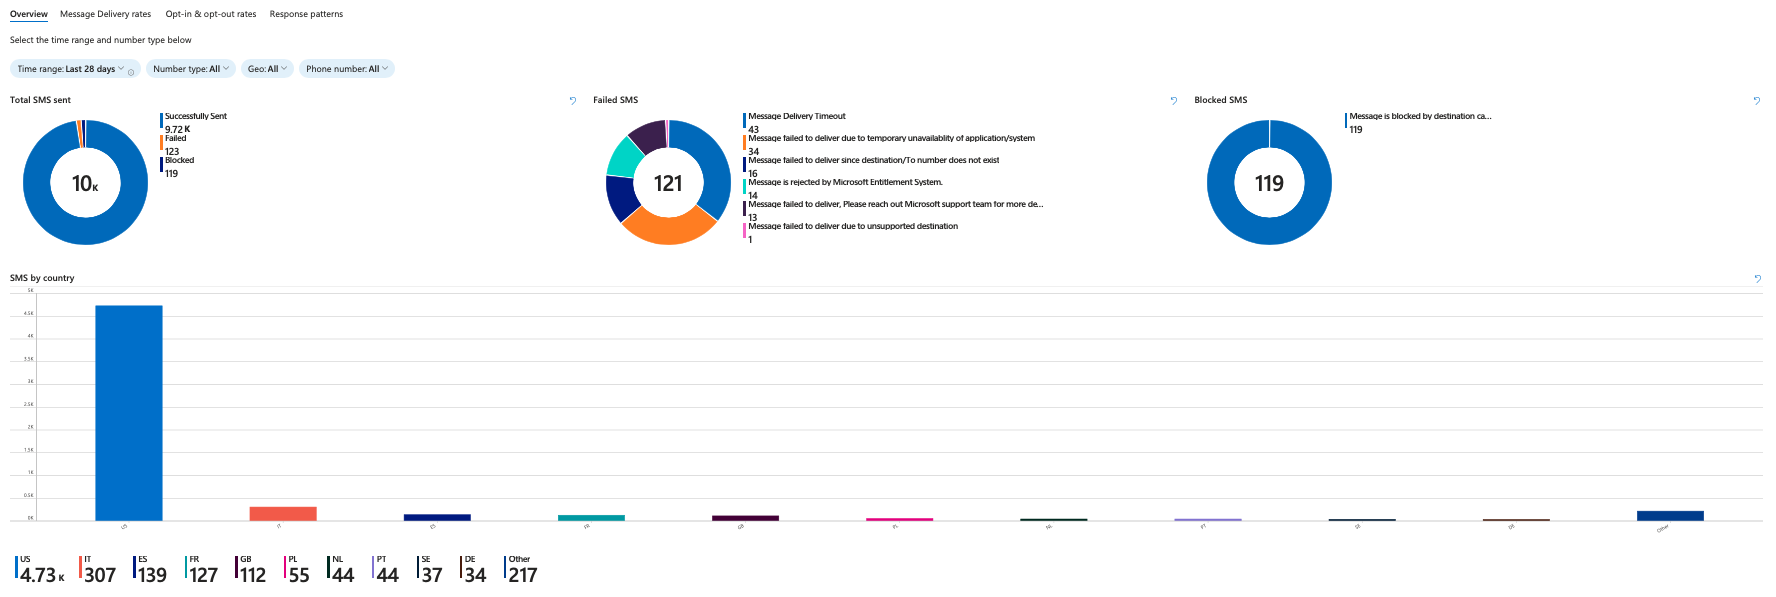 Overview Message Delivery rates Opt-in & opt-out rates Response patterns
Select the time range and number type below
Time range: Last 28 days Number type: All Geo: All Phone number: All
Total SMS sent
10K
Successfully Sent
9.72 K
Failed
123
Blocked
119
Failed SMS
121
Message Delivery Timeout
43
Message failed to deliver due to temporary unavailablity of application/system
34
Message failed to deliver since destination/To number does not exist
16
Message is rejected by Microsoft Entitlement System.
14
Message failed to deliver, Please reach out Microsoft support team for more de...
13
Message failed to deliver due to unsupported destination
1
Blocked SMS
119
Message is blocked by destination ca...
119
SMS by country
5K
4.5K
4K
3.5K
3K
2.5K
2K
1.5K
1K
0.5K
0K
US IT ES FR GB PL NL PT SE DE Other
US IT ES FR GB PL NL PT SE DE Other
4.73 K 307 139 127 112 55 44 44 37 34 217